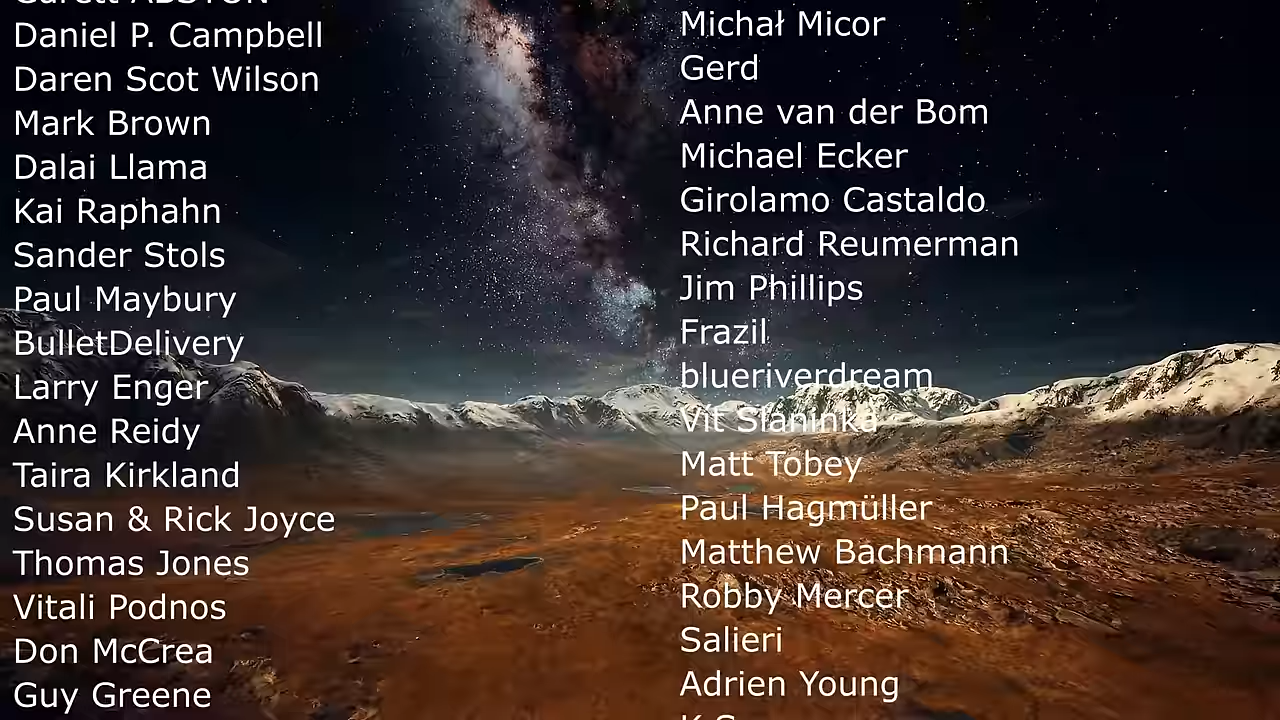 Daniel P. Campbell
Daren Scot Wilson
Mark Brown
Dalai Llama
Kai Raphahn
Sander Stols
Paul Maybury
BulletDelivery
Larry Enger
Anne Reidy
Taira Kirkland
Susan & Rick Joyce
Thomas Jones
Vitali Podnos
Don McCrea
Guy Greene
Michał Micor
Gerd
Anne van der Bom
Michael Ecker
Girolamo Castaldo
Richard Reumerman
Jim Phillips
Frazil
blueriverdream
Vit Slaninka
Matt Tobey
Paul Hagmüller
Matthew Bachmann
Robby Mercer
Salieri
Adrien Young